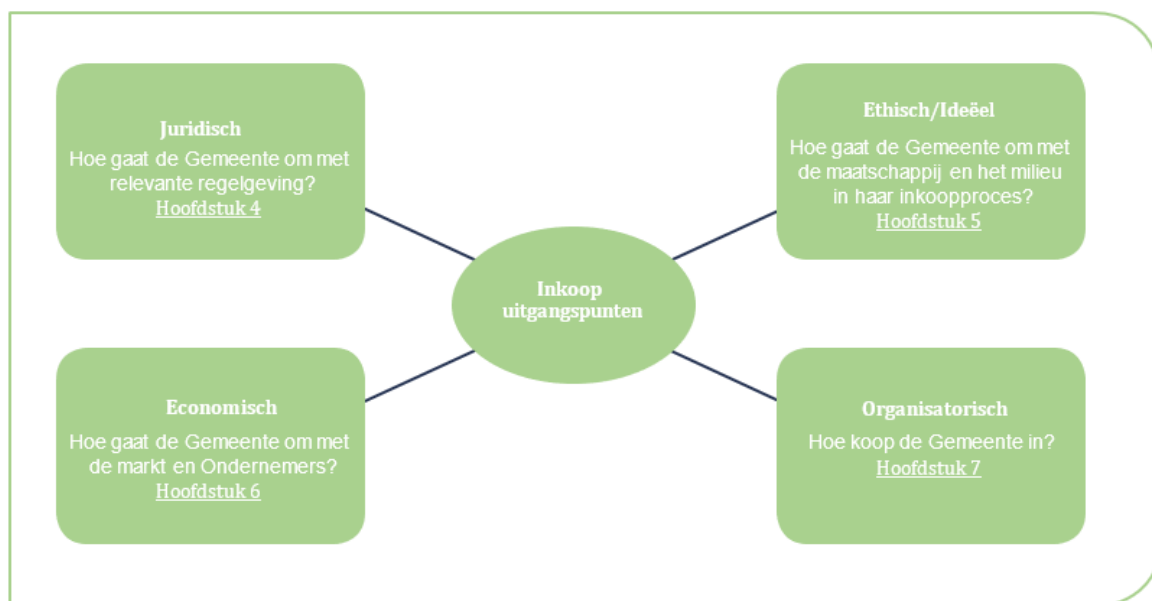 Juridisch
Hoe gaat de Gemeente om met
relevante regelgeving?
Hoofdstuk 4
Ethisch/Ideëel
Hoe gaat de Gemeente om met
de maatschappij en het milieu
in haar inkoopproces?
Hoofdstuk 5
Inkoop
uitgangspunten
Economisch
Hoe gaat de Gemeente om met
de markt en Ondernemers?
Hoofdstuk 6
Organisatorisch
Hoe koop de Gemeente in?
Hoofdstuk 7